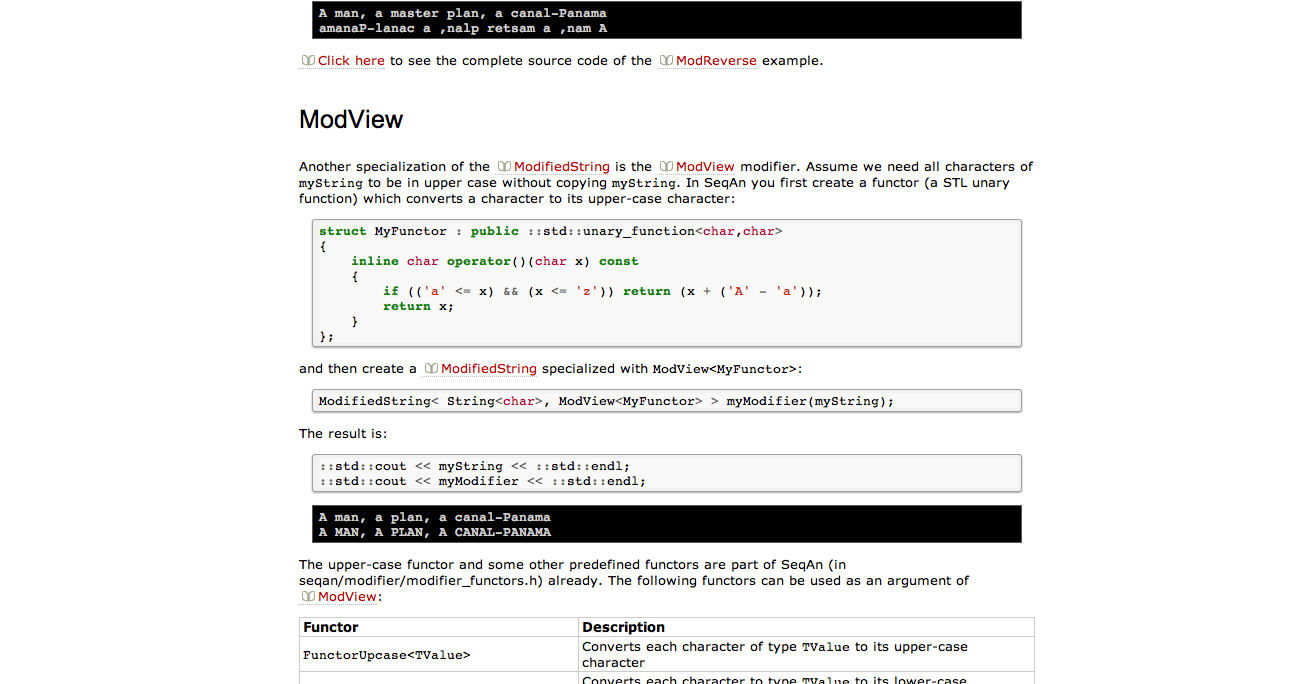 A man, a master plan, a canal-Panama
amanaP-lanac a ,nalp retsam a ,nam A
Click here to see the complete source code of the ModReverse example.
ModView
Another specialization of the ModifiedString is the ModView modifier. Assume we need all characters of
myString to be in upper case without copying myString. In SeqAn you first create a functor (a STL unary
function) which converts a character to its upper-case character:
struct MyFunctor : public ::std::unary_function<char,char>
{
    inline char operator()(char x) const
    {
        if (('a' <= x) && (x <= 'z')) return (x + ('A' - 'a'));
        return x;
    }
};
and then create a ModifiedString specialized with ModView<MyFunctor>:
ModifiedString< String<char>, ModView<MyFunctor> > myModifier(myString);
The result is:
::std::cout << myString << ::std::endl;
::std::cout << myModifier << ::std::endl;
A man, a plan, a canal-Panama
A MAN, A PLAN, A CANAL-PANAMA
The upper-case functor and some other predefined functors are part of SeqAn (in
seqan/modifier/modifier_functors.h) already. The following functors can be used as an argument of
ModView:
Functor Description
FunctorUpcase<TValue> Converts each character of type TValue to its upper-case
character
Converts each character to type TValue to its lower-case